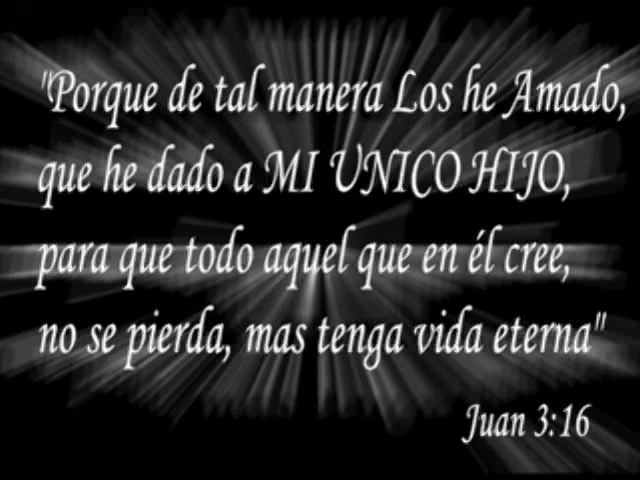 "Porque de tal manera Los he Amado,
que he dado a MI UNICO HIJO,
para que todo aquel que en él cree,
no se pierda, mas tenga vida eterna"
Juan 3:16